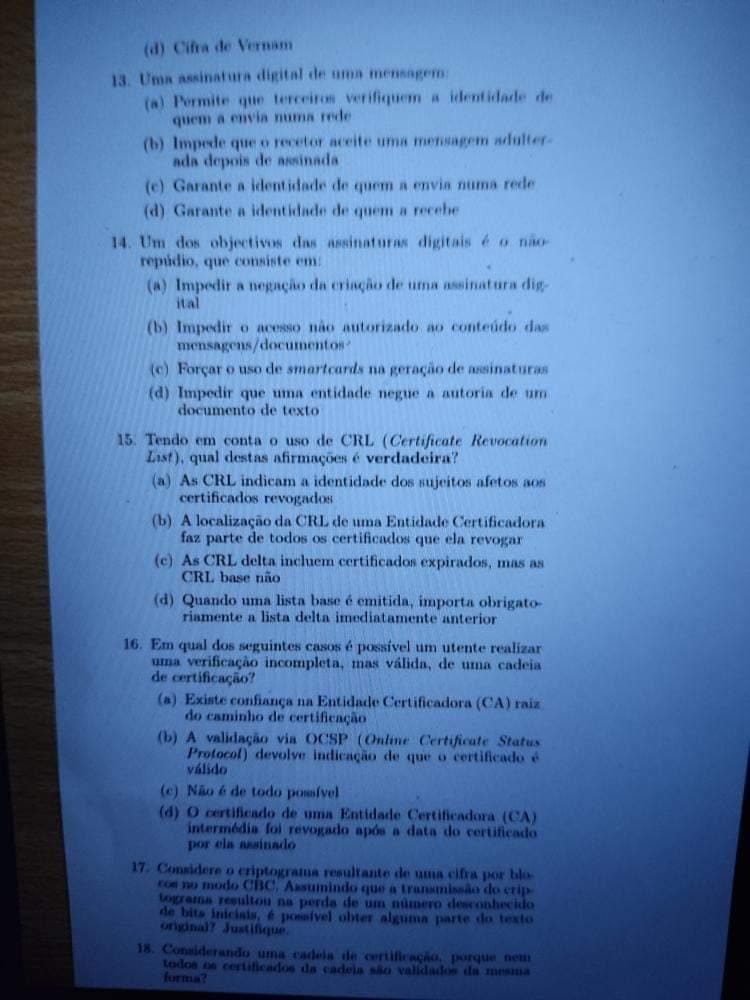 (d) Cifra de Vernam
13. Uma assinatura digital de uma mensagem:
(a) Permite que terceiros verifiquem a identidade de
quem a envia numa rede
(b) Impede que o recetor aceite uma mensagem adulter-
ada depois de assinada
(c) Garante a identidade de quem a envia numa rede
(d) Garante a identidade de quem a recebe
14. Um dos objectivos das assinaturas digitais é o não-
repúdio, que consiste em:
(a) Impedir a negação da criação de uma assinatura dig-
ital
(b) Impedir o acesso não autorizado ao conteúdo das
mensagens/documentos
(c) Forçar o uso de smartcards na geração de assinaturas
(d) Impedir que uma entidade negue a autoria de um
documento de texto
15. Tendo em conta o uso de CRL (Certificate Revocation
List), qual destas afirmações é verdadeira?
(a) As CRL indicam a identidade dos sujeitos afetos aos
certificados revogados
(b) A localização da CRL de uma Entidade Certificadora
faz parte de todos os certificados que ela revogar
(c) As CRL delta incluem certificados expirados, mas as
CRL base não
(d) Quando uma lista base é emitida, importa obrigato-
riamente a lista delta imediatamente anterior
16. Em qual dos seguintes casos é possível um utente realizar
uma verificação incompleta, mas válida, de uma cadeia
de certificação?
(a) Existe confiança na Entidade Certificadora (CA) raiz
do caminho de certificação
(b) A validação via OCSP (Online Certificate Status
Protocol) devolve indicação de que o certificado é
válido
(c) Não é de todo possível
(d) O certificado de uma Entidade Certificadora (CA)
intermédia foi revogado após a data do certificado
por ela assinado
17. Considere o criptograma resultante de uma cifra por blo-
cos no modo CBC. Assumindo que a transmissão do crip-
tograma resultou na perda de um número desconhecido
de bits iniciais, é possível obter alguma parte do texto
original? Justifique.
18. Considerando uma cadeia de certificação, porque nem
todos os certificados da cadeia são validados da mesma
forma?